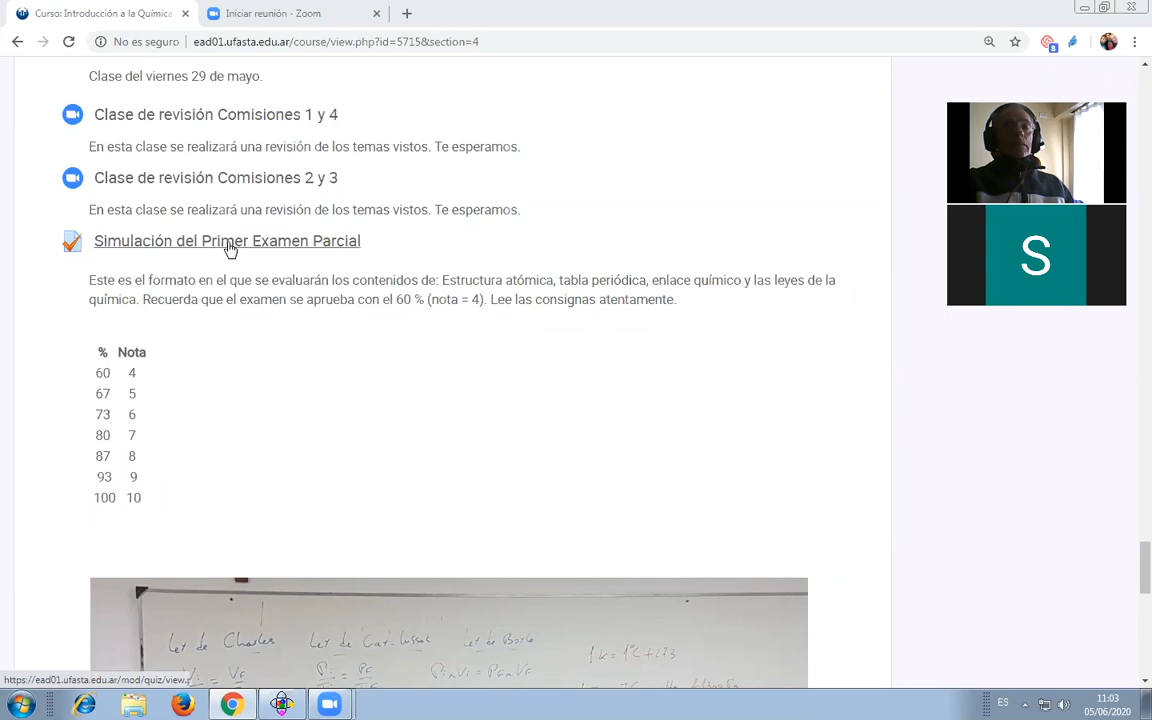 Curso: Introducción a la Química
Iniciar reunión - Zoom
No es seguro
ead01.ufasta.edu.ar/course/view.php?id=5715&section=4
8
Clase del viernes 29 de mayo.
Clase de revisión Comisiones 1 y 4
En esta clase se realizará una revisión de los temas vistos. Te esperamos.
Clase de revisión Comisiones 2 y 3
En esta clase se realizará una revisión de los temas vistos. Te esperamos.
S
Simulación del Primer Examen Parcial
Este es el formato en el que se evaluarán los contenidos de: Estructura atómica, tabla periódica, enlace químico y las leyes de la
química. Recuerda que el examen se aprueba con el 60 % (nota = 4). Lee las consignas atentamente.
% Nota
60 4
67 5
73 6
80 7
87 8
93 9
100 10
Ley de Charles Ley de Gay-Lussac Ley de Boyle
1 K = 1°C + 273
https://ead01.ufasta.edu.ar/mod/quiz/view.p
ES
11:03
05/06/2020